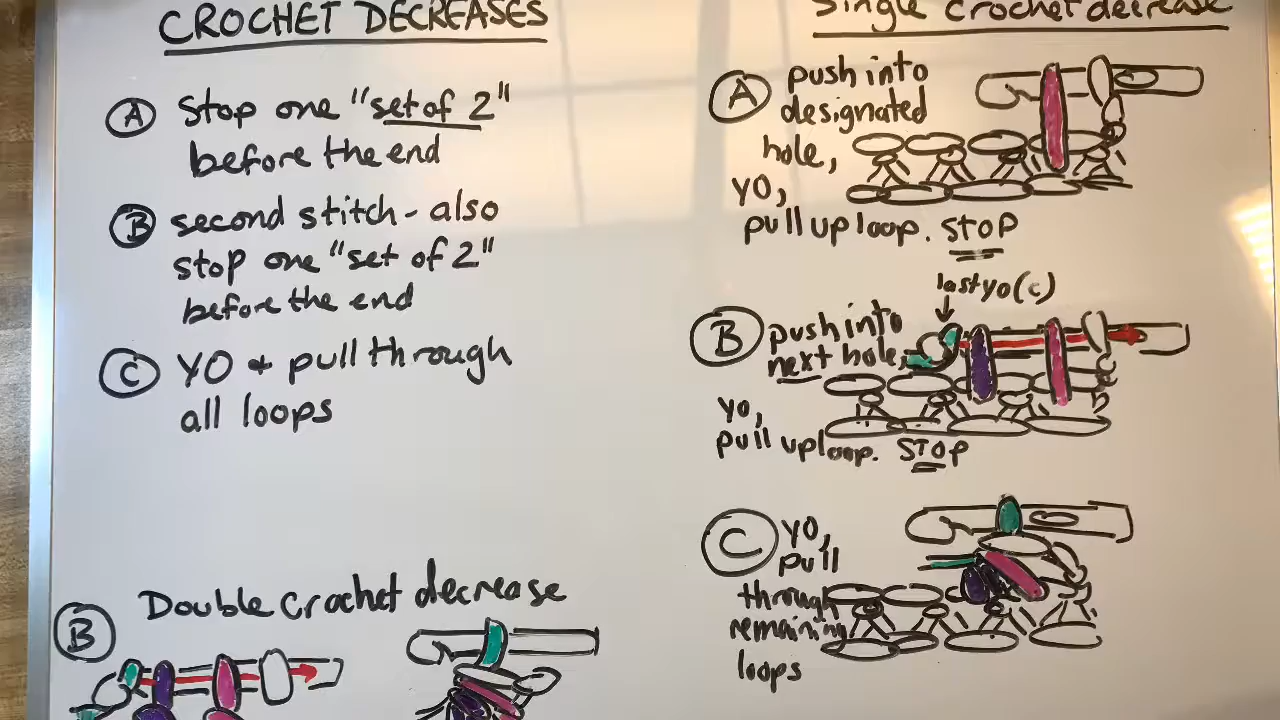 CROCHET DECREASES
A Stop one "set of 2"
before the end
B second stitch - also
stop one "set of 2"
before the end
C YO + pull through
all loops
Double crochet decrease
B
Single crochet decrease
A push into
designated
hole,
YO,
pull up loop. STOP
last yo (c)
B push into
next hole,
yo,
pull up loop. STOP
C YO,
pull
through
remaining
loops